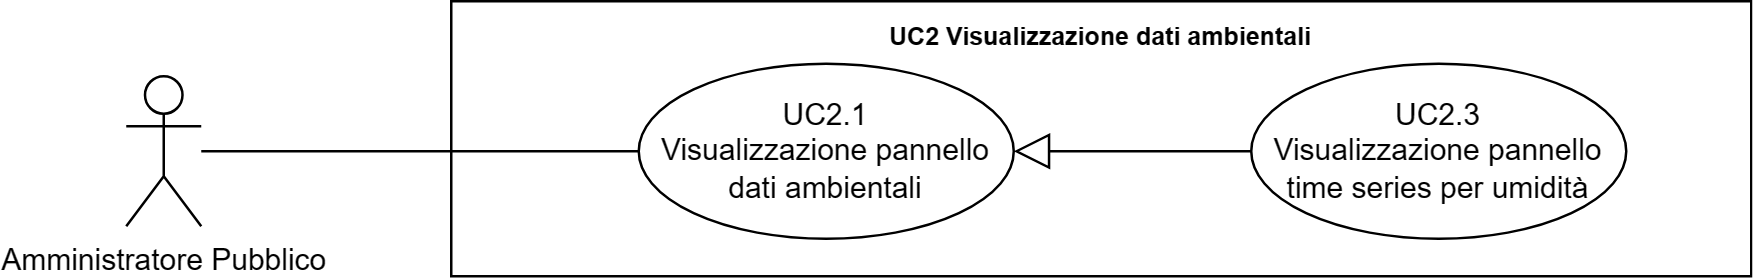 UC2 Visualizzazione dati ambientali
UC2.1
Visualizzazione pannello
dati ambientali
UC2.3
Visualizzazione pannello
time series per umidità
Amministratore Pubblico